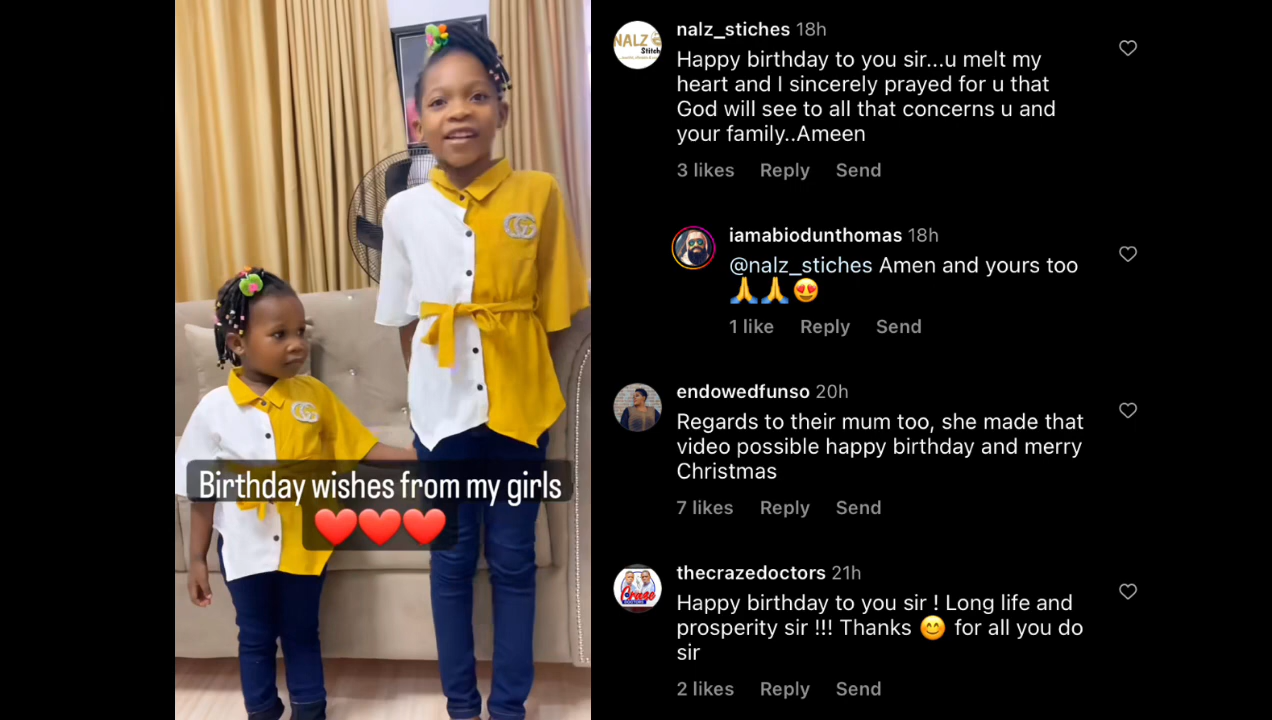 Birthday wishes from my girls
❤️❤️❤️
NALZ
Stitch
nalz_stiches 18h
Happy birthday to you sir...u melt my
heart and I sincerely prayed for u that
God will see to all that concerns u and
your family..Ameen
3 likes Reply Send
iamabiodunthomas 18h
@nalz_stiches Amen and yours too
🙏🙏😍
1 like Reply Send
endowedfunso 20h
Regards to their mum too, she made that
video possible happy birthday and merry
Christmas
7 likes Reply Send
Craze
thecrazedoctors 21h
Happy birthday to you sir ! Long life and
prosperity sir !!! Thanks 😊 for all you do
sir
2 likes Reply Send